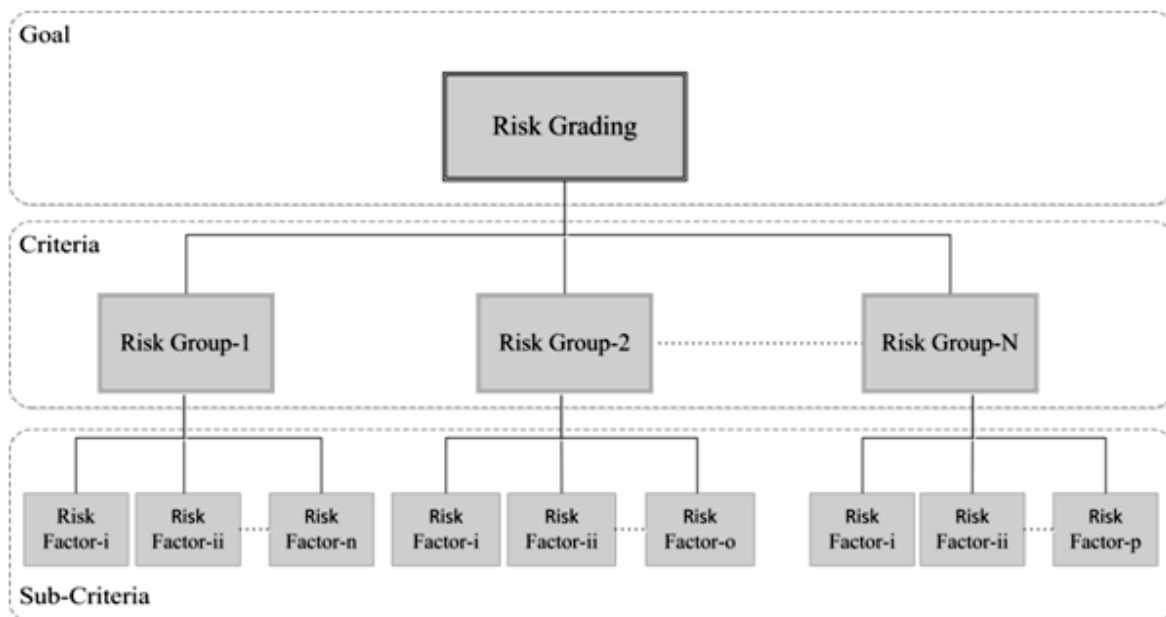 Goal
Risk Grading
Criteria
Risk Group-1
Risk Group-2
Risk Group-N
Risk
Factor-i
Risk
Factor-ii
Risk
Factor-n
Risk
Factor-i
Risk
Factor-ii
Risk
Factor-o
Risk
Factor-i
Risk
Factor-ii
Risk
Factor-p
Sub-Criteria